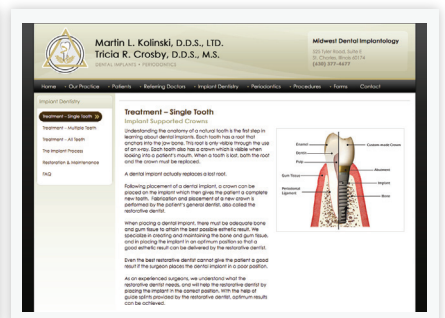 Martin L. Kolinski, D.D.S., LTD.
Tricia R. Crosby, D.D.S., M.S.
DENTAL IMPLANTS • PERIODONTICS
Midwest Dental Implantology
St. Charles, Illinois 60174
(630) 377-4677
Home • Our Practice • Patients • Referring Doctors • Implant Dentistry • Periodontics • Procedures • Forms Contact
Implant Dentistry
Treatment – Single Tooth
Treatment – Multiple Teeth
Treatment – All Teeth
The Implant Process
Restoration & Maintenance
FAQ
Treatment – Single Tooth
Implant Supported Crowns
Understanding the anatomy of a natural tooth is the first step in
learning about dental implants. Each tooth has a root that
anchors into the jaw bone. This root is only visible through the use
of an x-ray. Each tooth also has a crown which is visible when
looking into a patient's mouth. When a tooth is lost, both the root
and the crown must be replaced.
A dental implant actually replaces a lost root.
Following placement of a dental implant, a crown can be
placed on the implant which then gives the patient a complete
new tooth. Fabrication and placement of a new crown is
performed by the patient's general dentist, also called the
restorative dentist.
When placing a dental implant, there must be adequate bone
and gum tissue to attain the best possible esthetic result. We
specialize in creating and maintaining the bone and gum tissue,
and in placing the implant in an optimum position so that a
good esthetic result can be delivered by the restorative dentist.
Even the best restorative dentist cannot give the patient a good
result if the surgeon places the dental implant in a poor position.
As an experienced surgeons, we understand what the
restorative dentist needs, and will help the restorative dentist by
placing the implant in the correct position. With the help of
guide splints provided by the restorative dentist, optimum results
can be achieved.
Enamel
Dentin
Pulp
Gum Tissue
Periodontal
Ligament
Custom-made Crown
Abutment
Implant
Bone